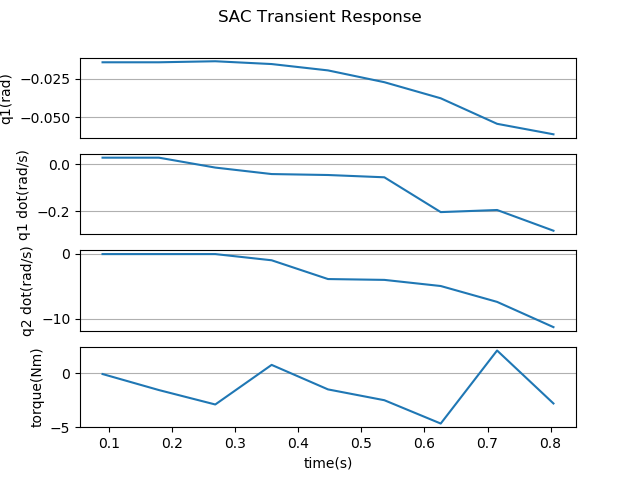 SAC Transient Response
q1(rad)
−0.025
−0.050
q1 dot(rad/s)
0.0
−0.2
q2 dot(rad/s)
0
−10
torque(Nm)
0
−5
0.1 0.2 0.3 0.4 0.5 0.6 0.7 0.8
time(s)